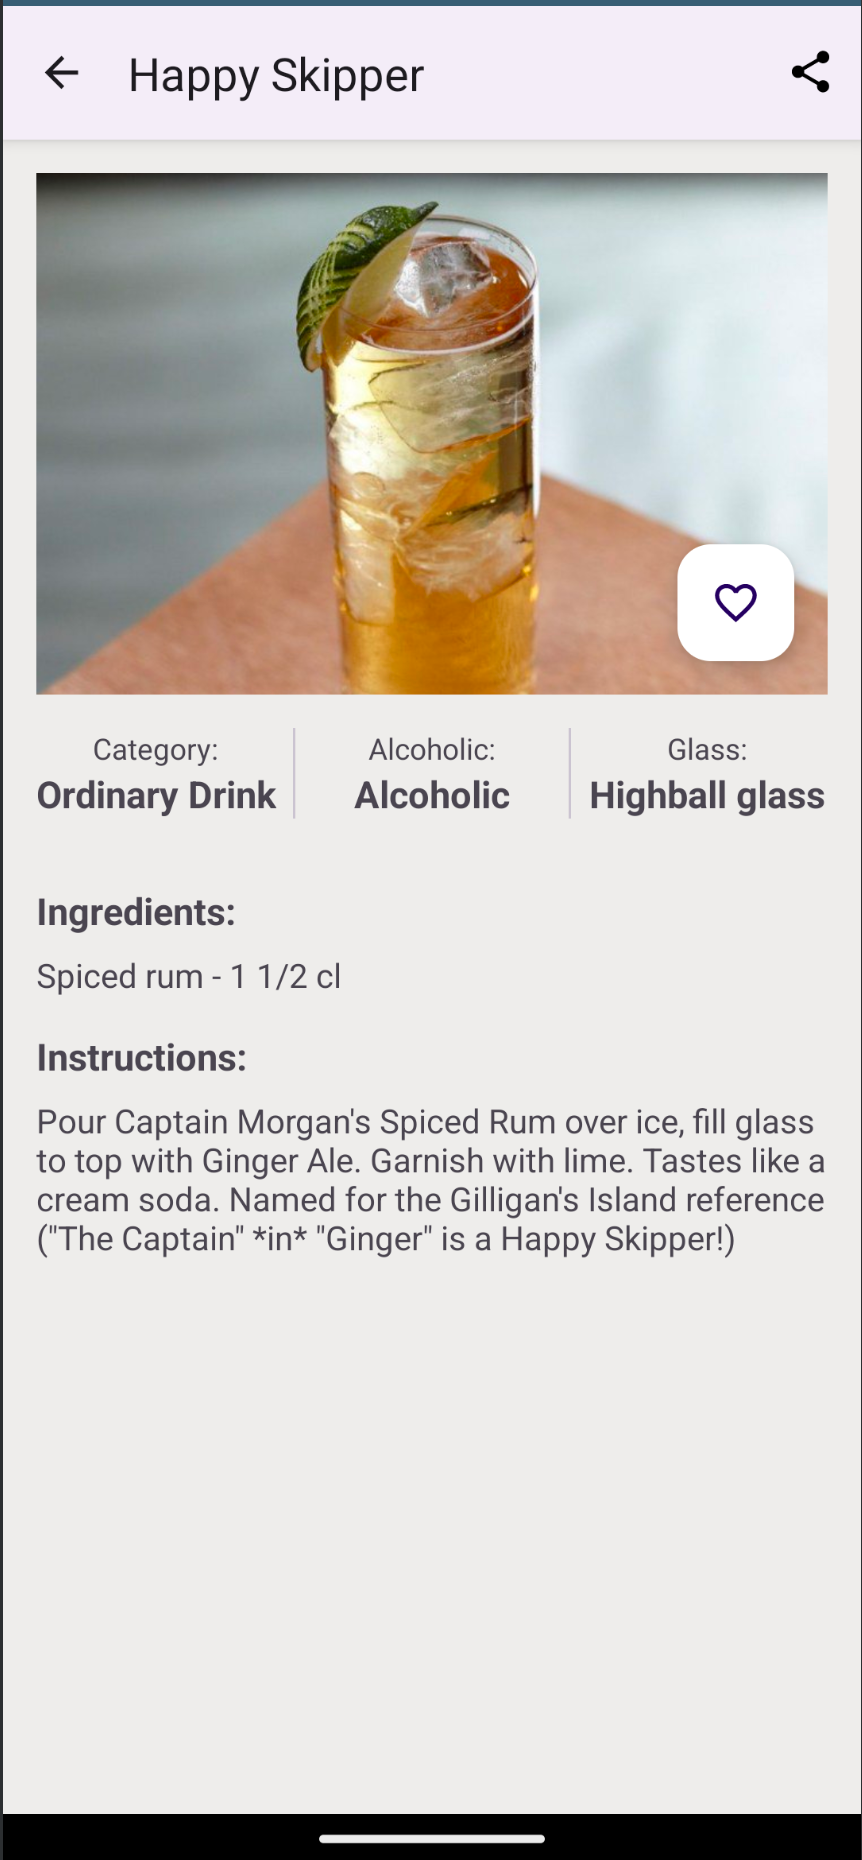 Happy Skipper
Category:
Ordinary Drink
Alcoholic:
Alcoholic
Glass:
Highball glass
Ingredients:
Spiced rum - 1 1/2 cl
Instructions:
Pour Captain Morgan's Spiced Rum over ice, fill glass
to top with Ginger Ale. Garnish with lime. Tastes like a
cream soda. Named for the Gilligan's Island reference
("The Captain" *in* "Ginger" is a Happy Skipper!)